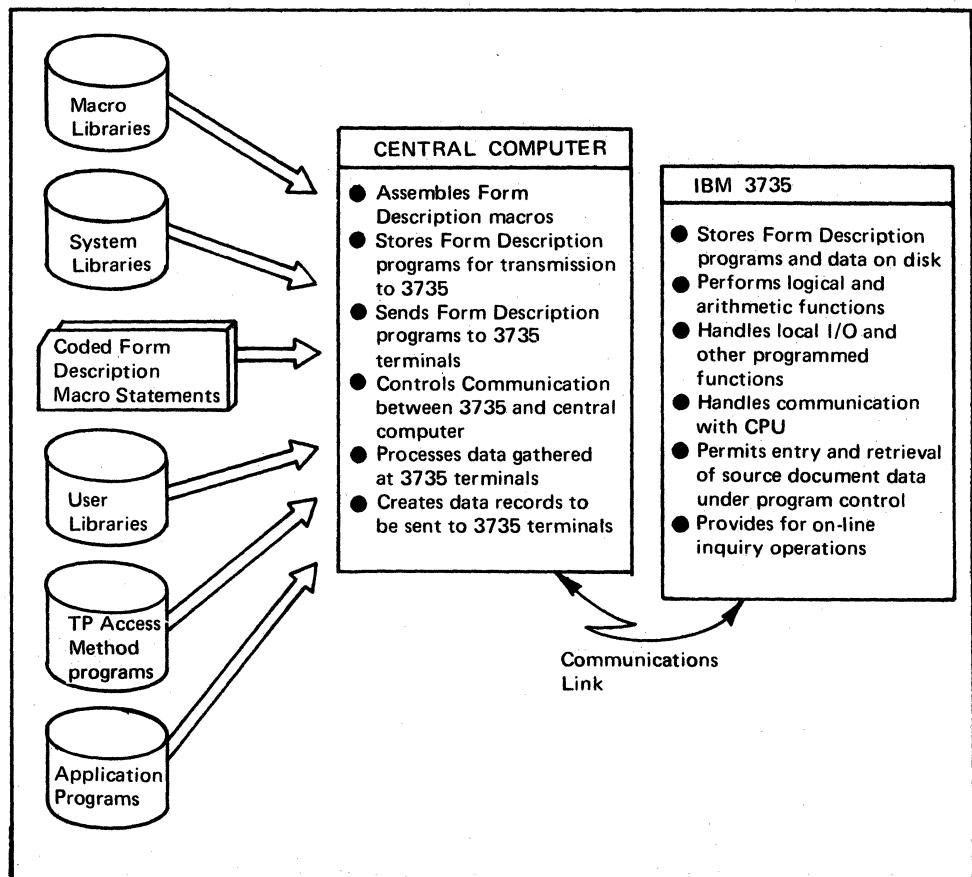 Macro
Libraries
System
Libraries
Coded Form
Description
Macro Statements
User
Libraries
TP Access
Method
programs
Application
Programs
CENTRAL COMPUTER
● Assembles Form
Description macros
● Stores Form Description
programs for transmission
to 3735
● Sends Form Description
programs to 3735
terminals
● Controls Communication
between 3735 and central
computer
● Processes data gathered
at 3735 terminals
● Creates data records to
be sent to 3735 terminals
IBM 3735
● Stores Form Description
programs and data on disk
● Performs logical and
arithmetic functions
● Handles local I/O and
other programmed
functions
● Handles communication
with CPU
● Permits entry and retrieval
of source document data
under program control
● Provides for on-line
inquiry operations
Communications
Link